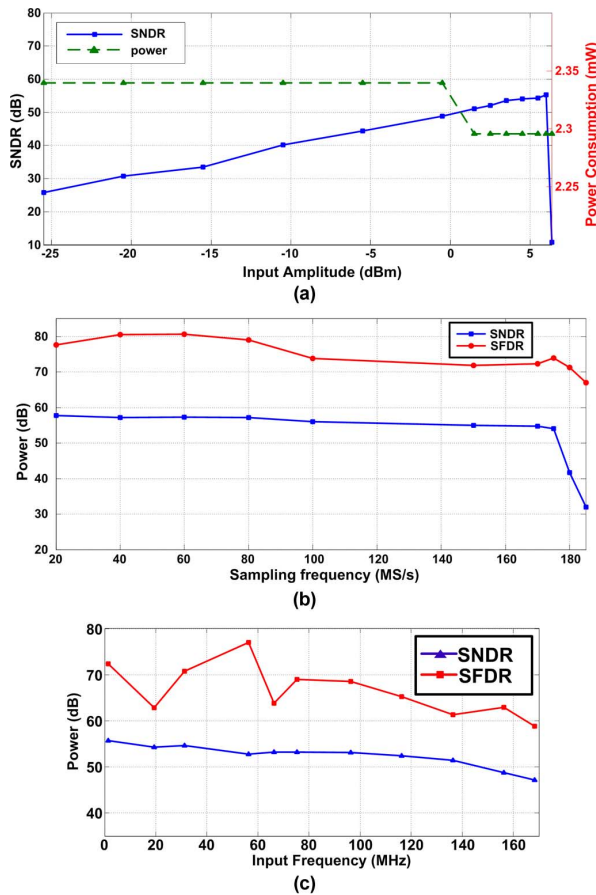 80
70
60
50
40
30
20
10
SNDR (dB)
SNDR
power
2.35
2.3
2.25
Power Consumption (mW)
-25 -20 -15 -10 -5 0 5
Input Amplitude (dBm)
(a)
80
70
60
50
40
30
20
Power (dB)
SNDR
SFDR
20 40 60 80 100 120 140 160 180
Sampling frequency (MS/s)
(b)
80
70
60
50
40
Power (dB)
SNDR
SFDR
0 20 40 60 80 100 120 140 160
Input Frequency (MHz)
(c)